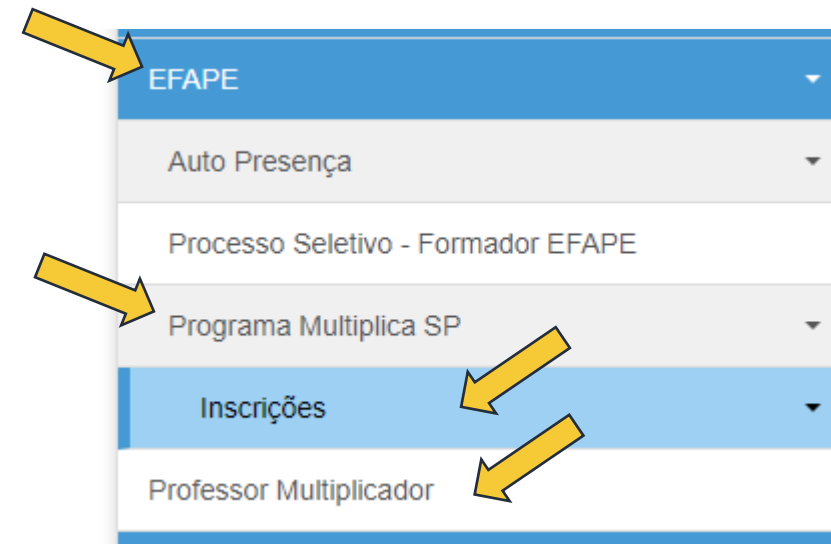 EFAPE
Auto Presença
Processo Seletivo - Formador EFAPE
Programa Multiplica SP
Inscrições
Professor Multiplicador